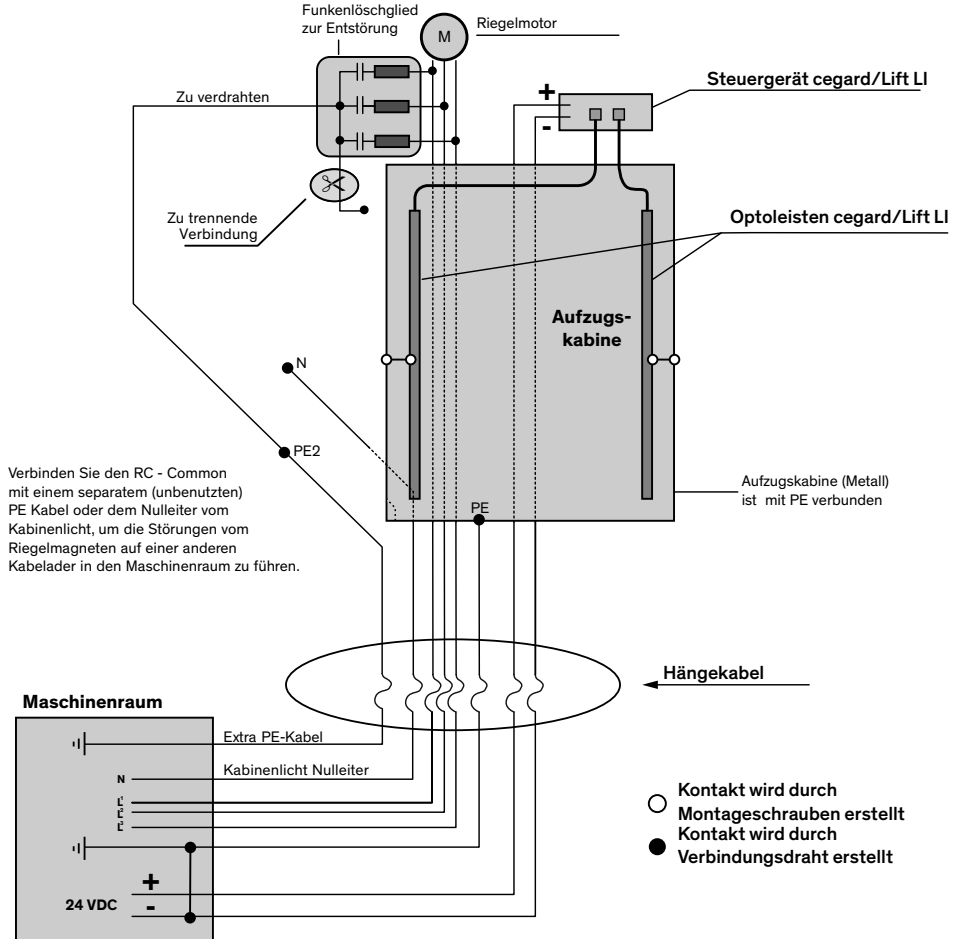 Funkenlöschglied
zur Entstörung
M
Riegelmotor
Zu verdrahten
+
-
Steuergerät cegard/Lift LI
Zu trennende
Verbindung
Optoleisten cegard/Lift LI
Aufzugs-
kabine
N
PE2
Verbinden Sie den RC - Common
mit einem separatem (unbenutzten)
PE Kabel oder dem Nulleiter vom
Kabinenlicht, um die Störungen vom
Riegelmagneten auf einer anderen
Kabelader in den Maschinenraum zu führen.
PE
Aufzugskabine (Metall)
ist mit PE verbunden
Hängekabel
Maschinenraum
Extra PE-Kabel
Kabinenlicht Nulleiter
N
L1
L2
L3
+
24 VDC
-
Kontakt wird durch
Montageschrauben erstellt
Kontakt wird durch
Verbindungsdraht erstellt